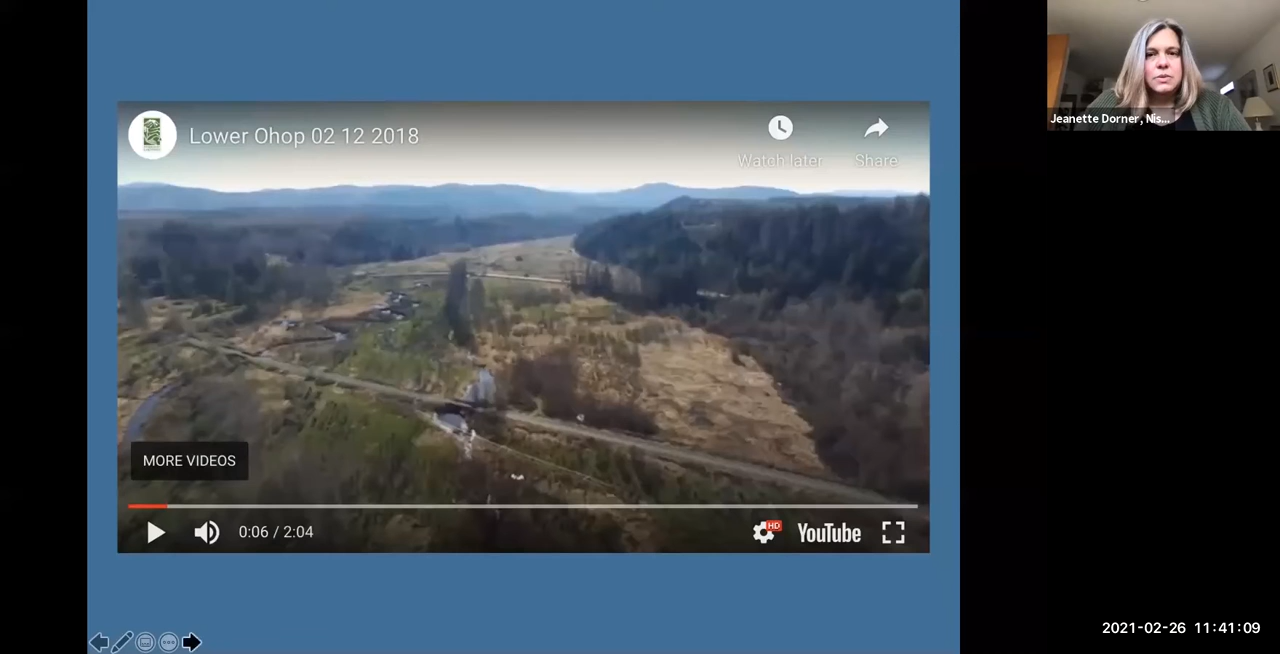 Lower Ohop 02 12 2018
Watch later
Share
Jeanette Dorner, Nis...
MORE VIDEOS
0:06 / 2:04
HD
YouTube
2021-02-26 11:41:09